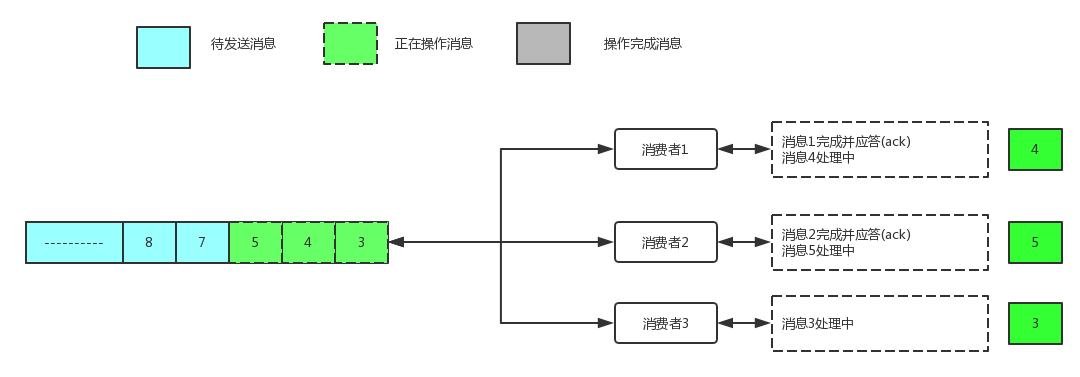 待发送消息
正在操作消息
操作完成消息
消费者1
消息1完成并应答(ack)
消息4处理中
4
----------
8
7
5
4
3
消费者2
消息2完成并应答(ack)
消息5处理中
5
消费者3
消息3处理中
3